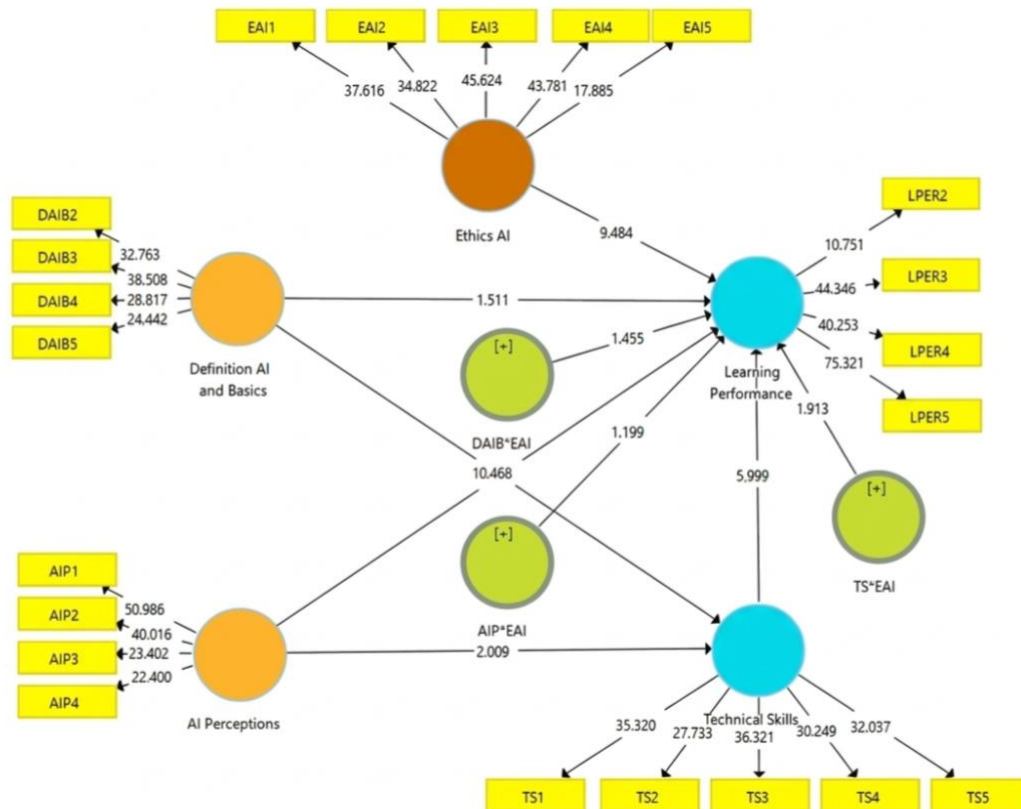 EAI1
EAI2
EAI3
EAI4
EAI5
37.616
34.822
45.624
43.781
17.885
Ethics AI
DAIB2
DAIB3
DAIB4
DAIB5
32.763
38.508
28.817
24.442
Definition AI
and Basics
LPER2
LPER3
LPER4
LPER5
10.751
44.346
40.253
75.321
Learning
Performance
9.484
1.511
1.455
[+]
DAIB*EAI
1.199
1.913
10.468
5.999
[+]
AIP*EAI
[+]
TS*EAI
AIP1
AIP2
AIP3
AIP4
50.986
40.016
23.402
22.400
AI Perceptions
2.009
Technical Skills
35.320
27.733
36.321
30.249
32.037
TS1
TS2
TS3
TS4
TS5